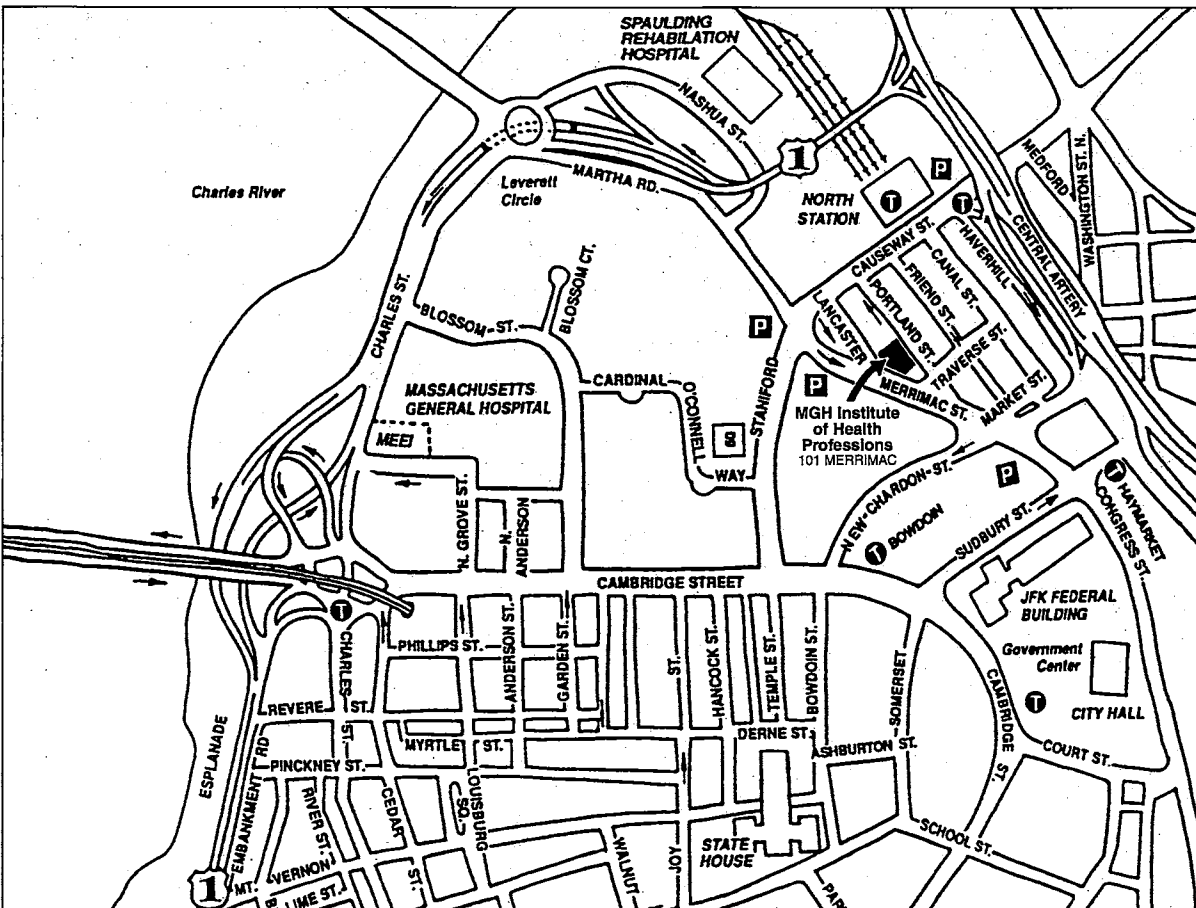 SPAULDING
REHABILATION
HOSPITAL
NASHUA ST.
1
MEDFORD
WASHINGTON ST. N.
P
Charles River
Leverett
Circle
MARTHA RD.
NORTH
STATION
T
T
CAUSEWAY ST.
HAVERHILL
CENTRAL ARTERY
CANAL ST.
FRIEND ST.
PORTLAND ST.
LANCASTER
TRAVERSE ST.
MERRIMAC ST.
MARKET ST.
CHARLES ST.
BLOSSOM ST.
BLOSSOM CT.
P
P
STANIFORD
CARDINAL
O'CONNELL
WAY
60
MASSACHUSETTS
GENERAL HOSPITAL
MEEI
MGH Institute
of Health
Professions
101 MERRIMAC
NEW-CHARDON-ST.
P
T
HAYMARKET
CONGRESS ST.
T
BOWDOIN
SUDBURY ST.
N. GROVE ST.
N.
ANDERSON
CAMBRIDGE STREET
JFK FEDERAL
BUILDING
Government
Center
T
CITY HALL
T
CHARLES
ST.
PHILLIPS ST.
ANDERSON ST.
GARDEN ST.
ST.
HANCOCK ST.
TEMPLE ST.
BOWDOIN ST.
SOMERSET
CAMBRIDGE
ST.
COURT ST.
REVERE ST.
MYRTLE ST.
DERNE ST.
ASHBURTON ST.
ESPLANADE
EMBANKMENT RD
PINCKNEY ST.
RIVER ST.
CEDAR
ST.
LOUISBURG
SQ.
STATE
HOUSE
SCHOOL ST.
WALNUT
JOY
1
MT. VERNON
LIME ST.